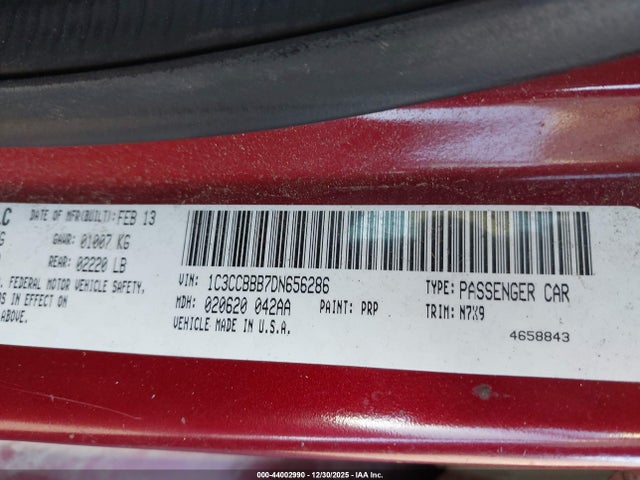 LC DATE OF MFR(BUILT): FEB 13
G GAWR: 01007 KG
REAR: 02220 LB
FEDERAL MOTOR VEHICLE SAFETY,
S IN EFFECT ON
ABOVE.
VIN: 1C3CCBBB7DN656286
MDH: 020620 042AA PAINT: PRP
VEHICLE MADE IN U.S.A.
TYPE: PASSENGER CAR
TRIM:
4658843
000-44002990 - 12/30/2025 - IAA Inc.